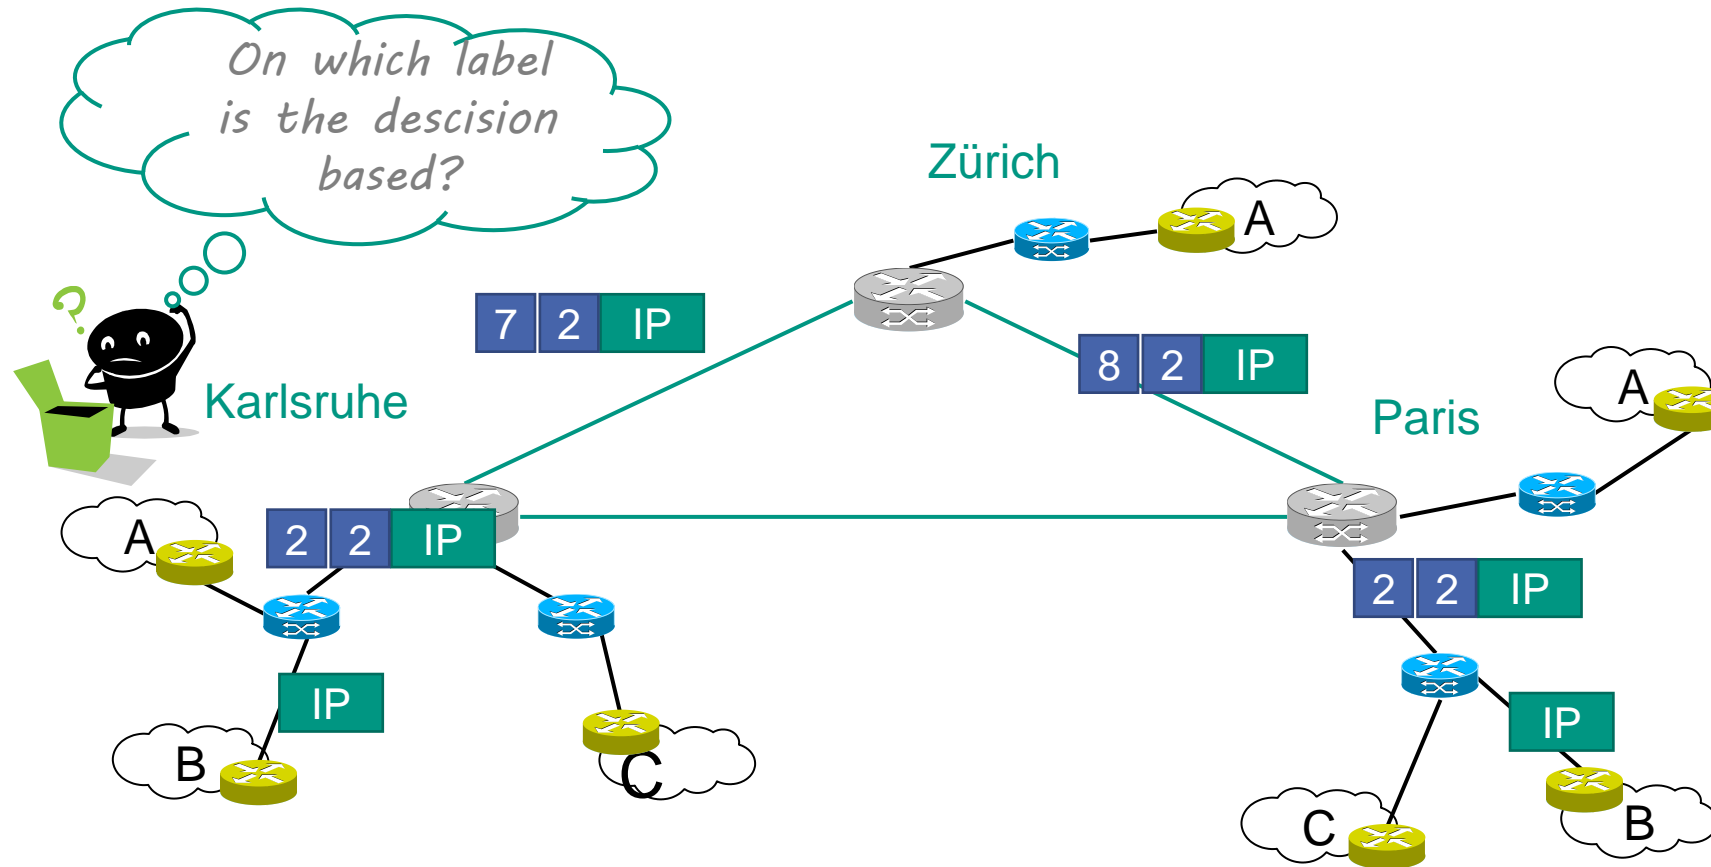 On which label
is the descision
based?
Zürich
A
7 2 IP
8 2 IP
A
Karlsruhe
Paris
?
A
2 2 IP
2 2 IP
IP
IP
B
C
C
B